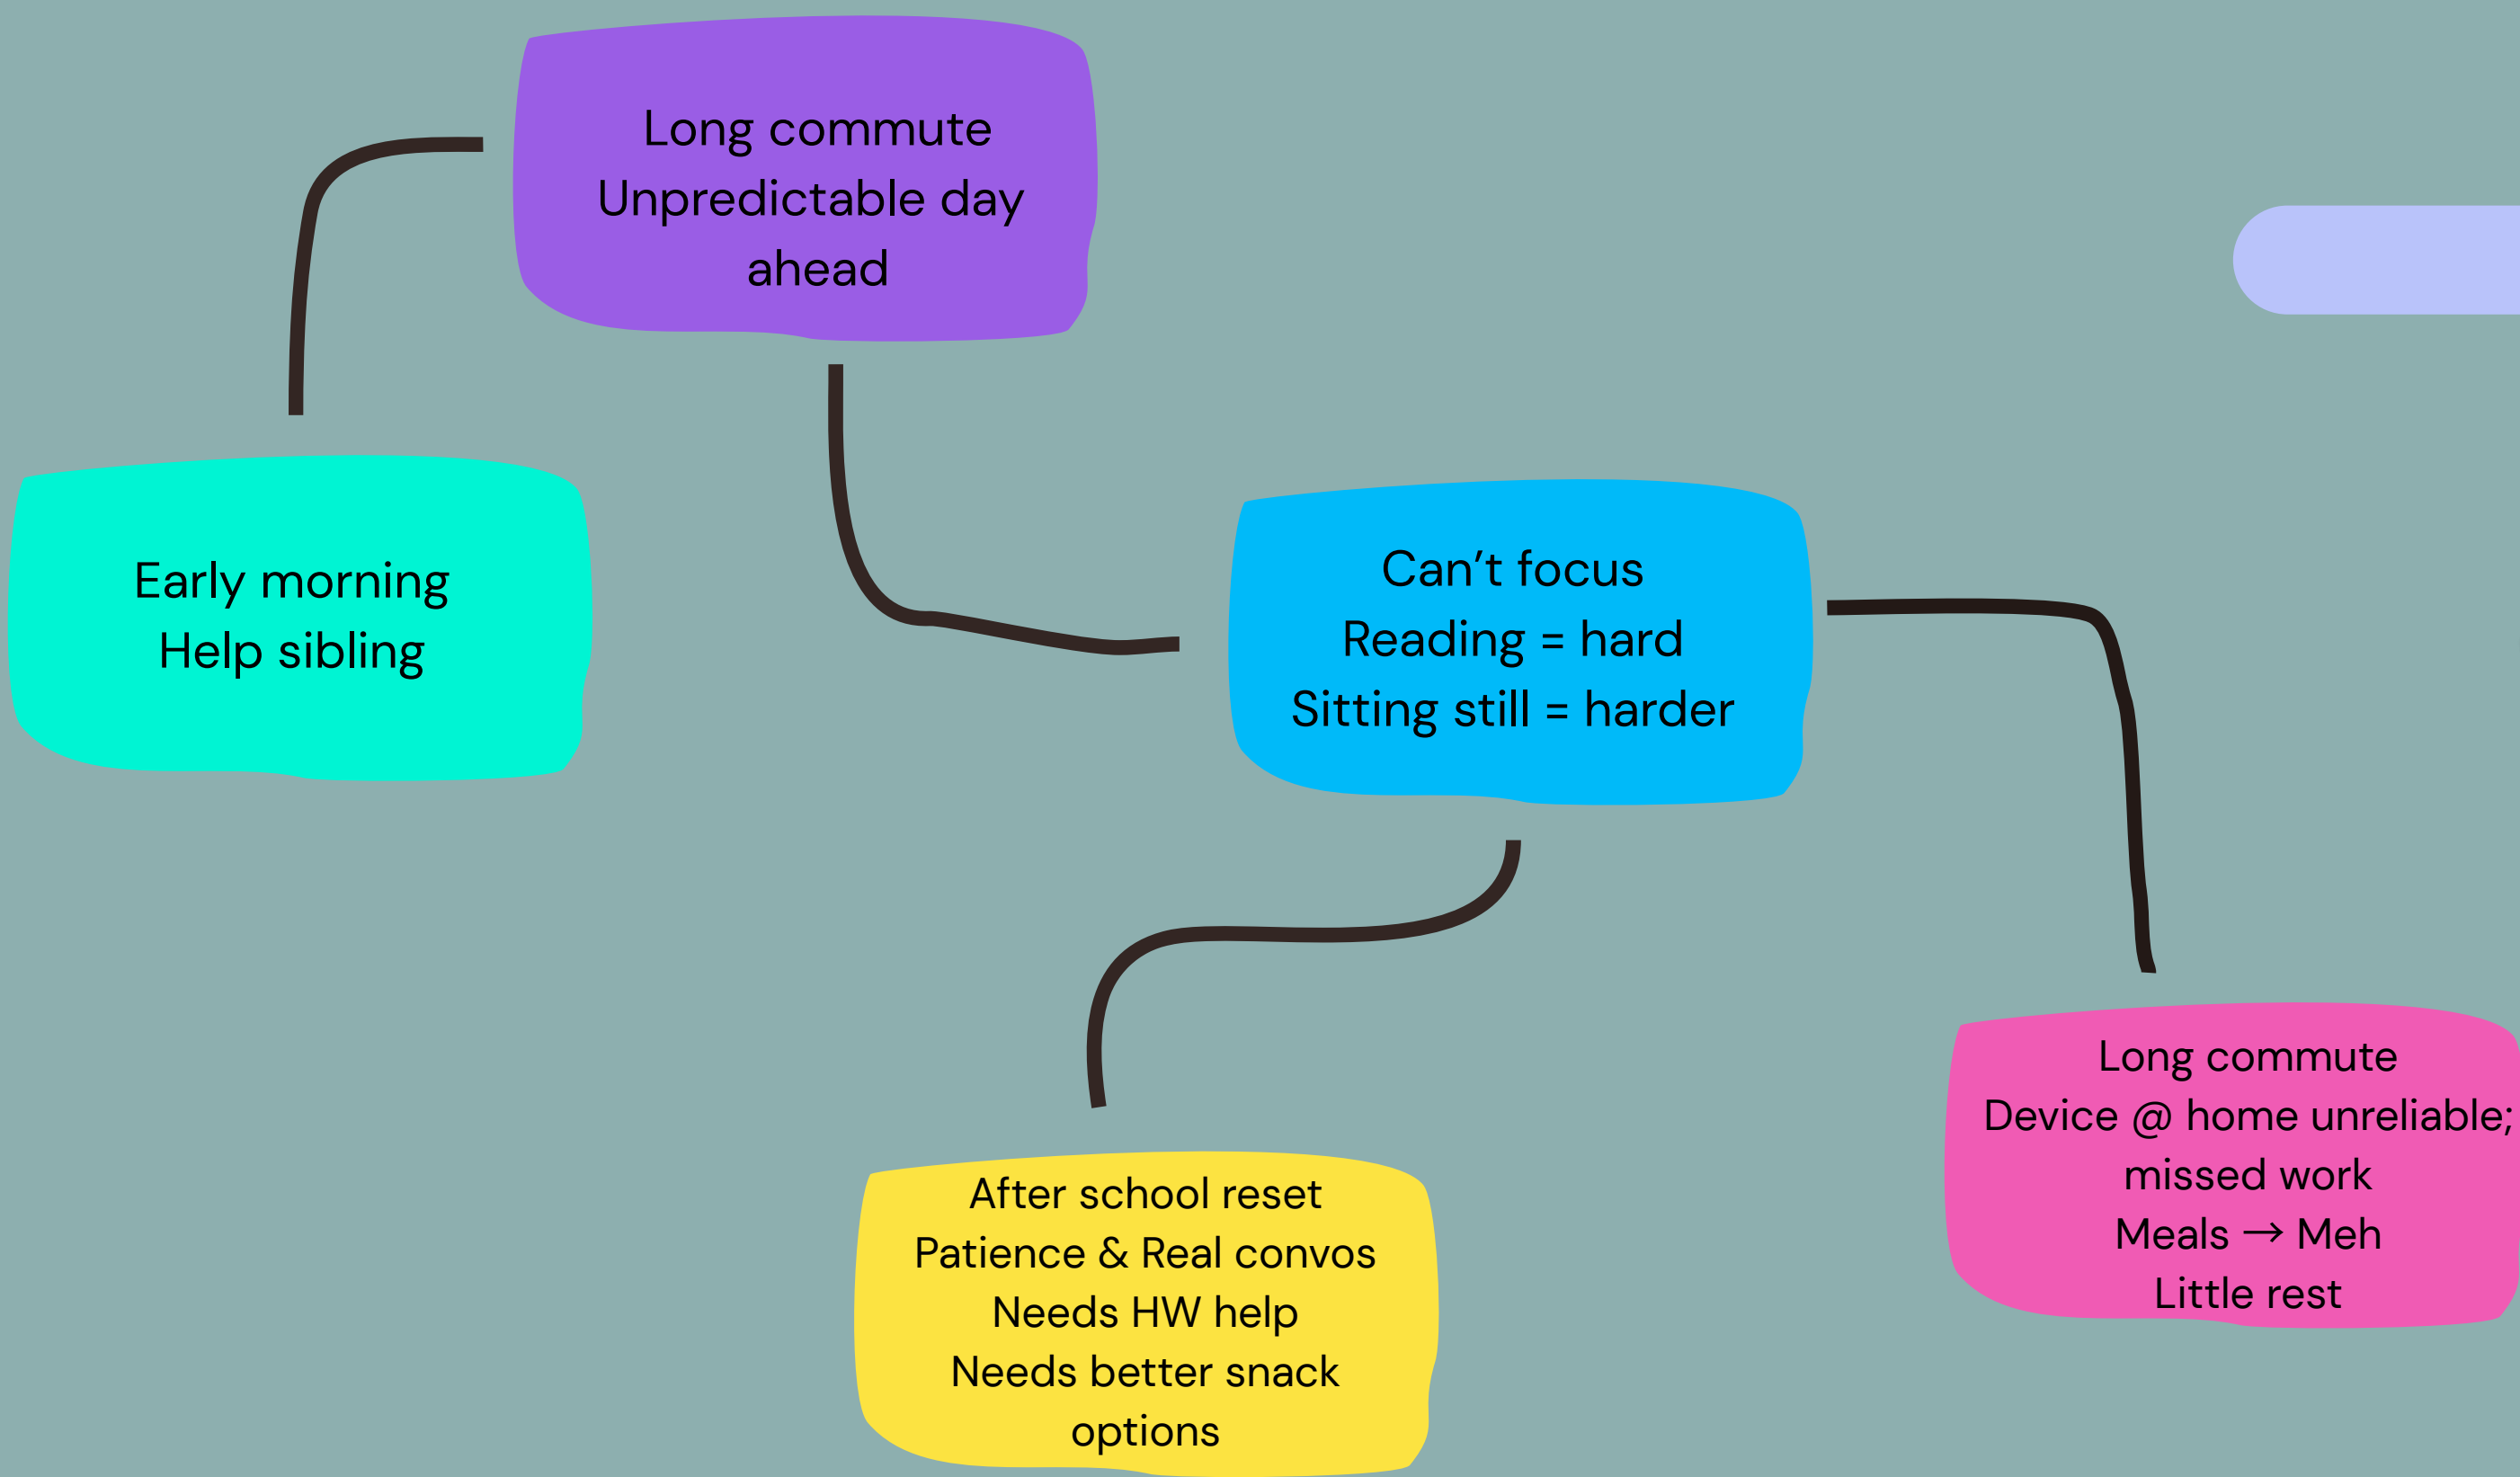 Long commute
Unpredictable day
ahead
Early morning
Help sibling
Can’t focus
Reading = hard
Sitting still = harder
Long commute
Device @ home unreliable;
missed work
Meals → Meh
Little rest
After school reset
Patience & Real convos
Needs HW help
Needs better snack
options